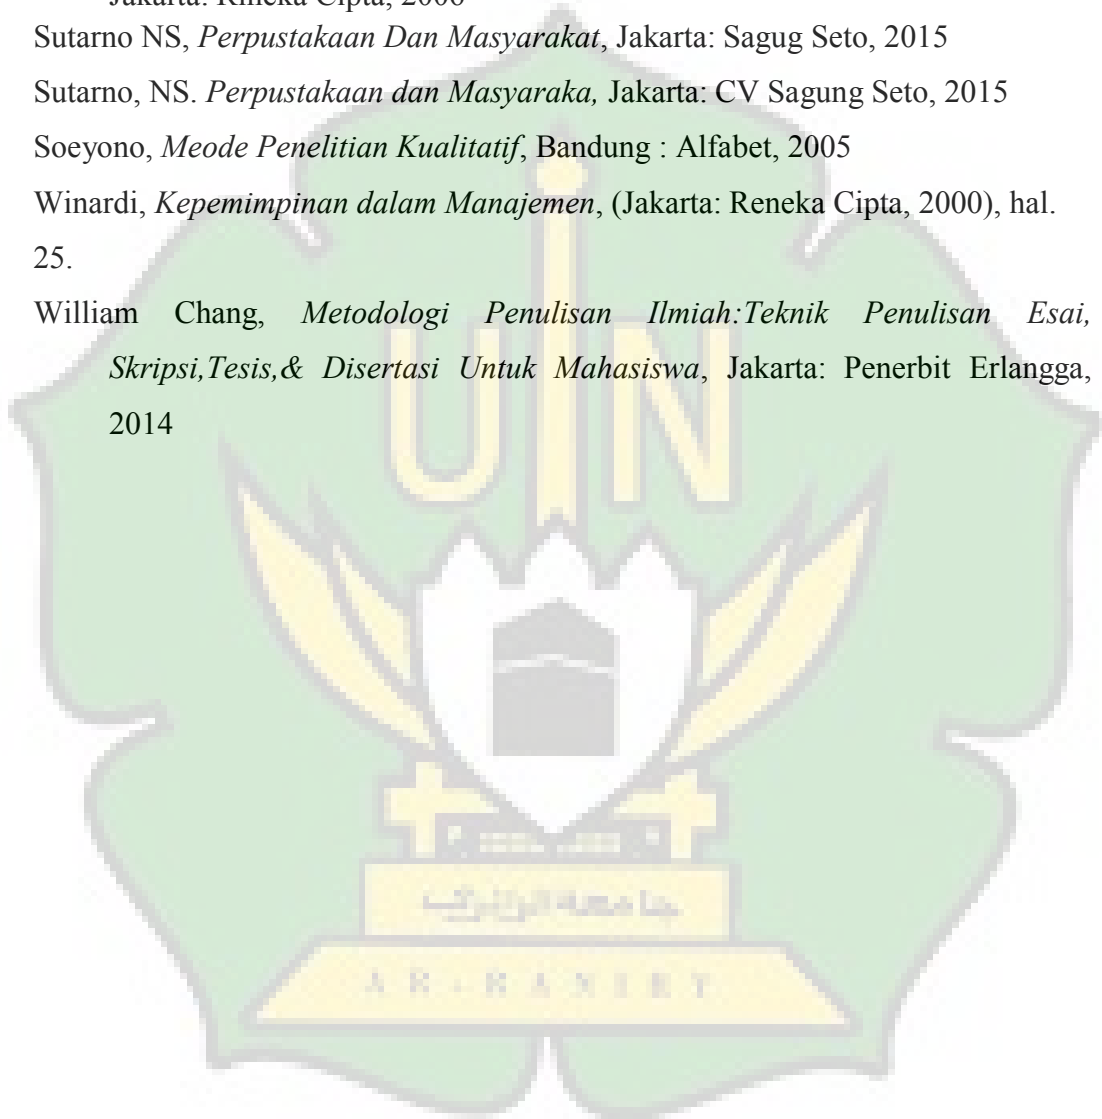 Jakarta: Rineka Cipta, 2006
Sutarno NS, Perpustakaan Dan Masyarakat, Jakarta: Sagug Seto, 2015
Sutarno, NS. Perpustakaan dan Masyaraka, Jakarta: CV Sagung Seto, 2015
Soeyono, Meode Penelitian Kualitatif, Bandung : Alfabet, 2005
Winardi, Kepemimpinan dalam Manajemen, (Jakarta: Reneka Cipta, 2000), hal.
25.
William Chang, Metodologi Penulisan Ilmiah:Teknik Penulisan Esai,
Skripsi,Tesis,& Disertasi Untuk Mahasiswa, Jakarta: Penerbit Erlangga,
2014
UIN
جامعة الرانيري
AR-RANIRY